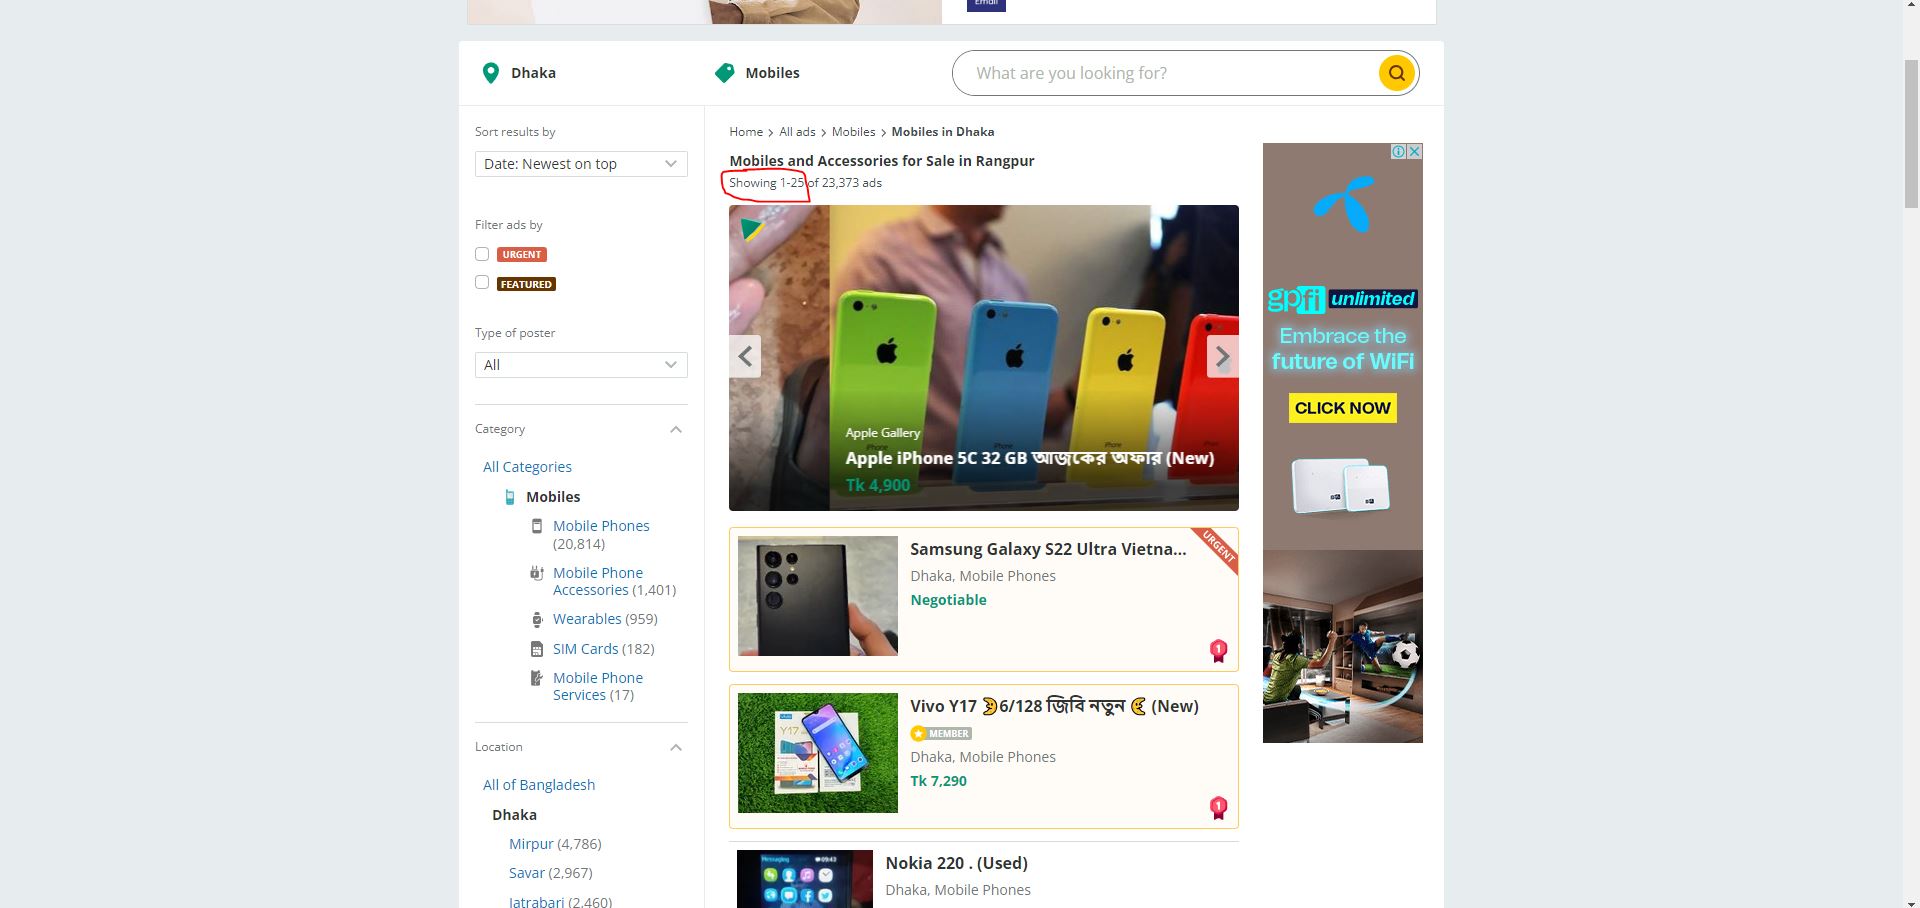 Email
Dhaka
Mobiles
What are you looking for?
Sort results by
Date: Newest on top
Filter ads by
URGENT
FEATURED
Type of poster
All
Category
All Categories
Mobiles
Mobile Phones
(20,814)
Mobile Phone
Accessories (1,401)
Wearables (959)
SIM Cards (182)
Mobile Phone
Services (17)
Location
All of Bangladesh
Dhaka
Mirpur (4,786)
Savar (2,967)
Jatrabari (2,460)
Home > All ads > Mobiles > Mobiles in Dhaka
Mobiles and Accessories for Sale in Rangpur
Showing 1-25 of 23,373 ads
Apple Gallery
Apple iPhone 5C 32 GB আজকের অফার (New)
Tk 4,900
Samsung Galaxy S22 Ultra Vietna...
URGENT
Dhaka, Mobile Phones
Negotiable
1
Vivo Y17 6/128 জিবি নতুন (New)
MEMBER
Dhaka, Mobile Phones
Tk 7,290
1
Y17
Nokia 220 . (Used)
Dhaka, Mobile Phones
Messaging
09:43
gpfi unlimited
Embrace the
future of WiFi
CLICK NOW